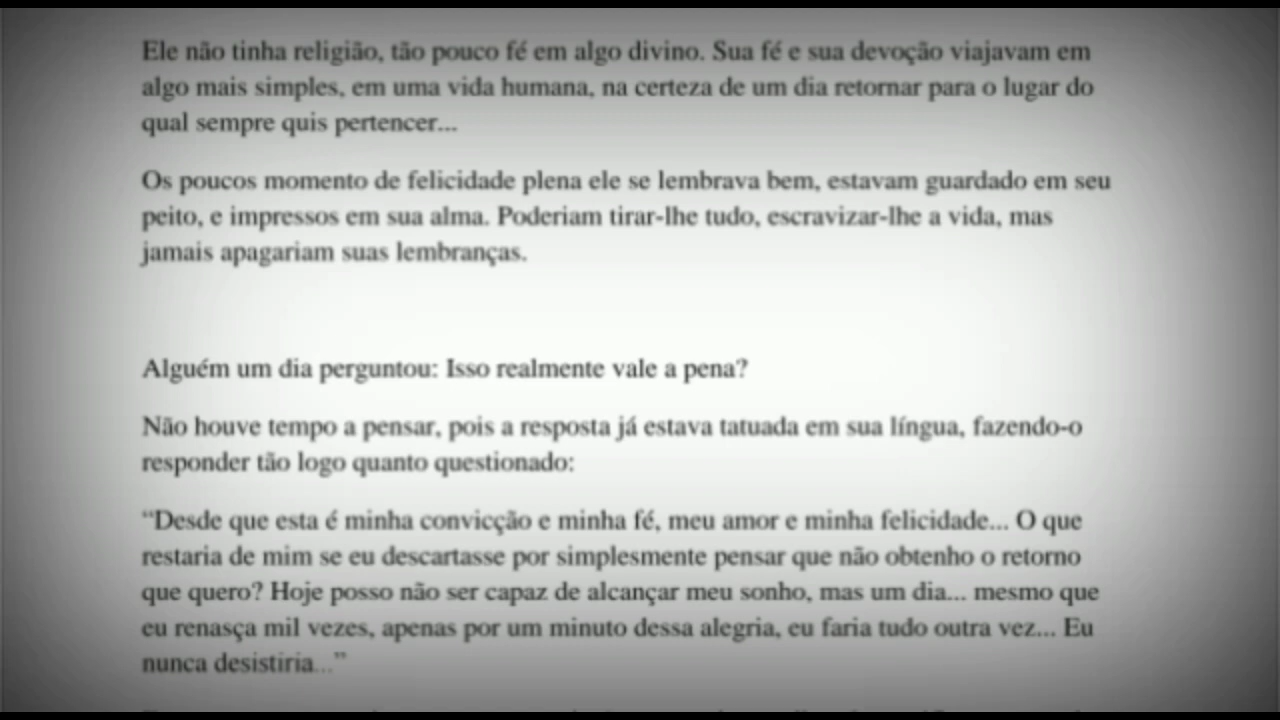 Ele não tinha religião, tão pouco fé em algo divino. Sua fé e sua devoção viajavam em
algo mais simples, em uma vida humana, na certeza de um dia retornar para o lugar do
qual sempre quis pertencer...
Os poucos momento de felicidade plena ele se lembrava bem, estavam guardado em seu
peito, e impressos em sua alma. Poderiam tirar-lhe tudo, escravizar-lhe a vida, mas
jamais apagariam suas lembranças.
Alguém um dia perguntou: Isso realmente vale a pena?
Não houve tempo a pensar, pois a resposta já estava tatuada em sua língua, fazendo-o
responder tão logo quanto questionado:
“Desde que esta é minha convicção e minha fé, meu amor e minha felicidade... O que
restaria de mim se eu descartasse por simplesmente pensar que não obtenho o retorno
que quero? Hoje posso não ser capaz de alcançar meu sonho, mas um dia... mesmo que
eu renasça mil vezes, apenas por um minuto dessa alegria, eu faria tudo outra vez... Eu
nunca desistiria...”